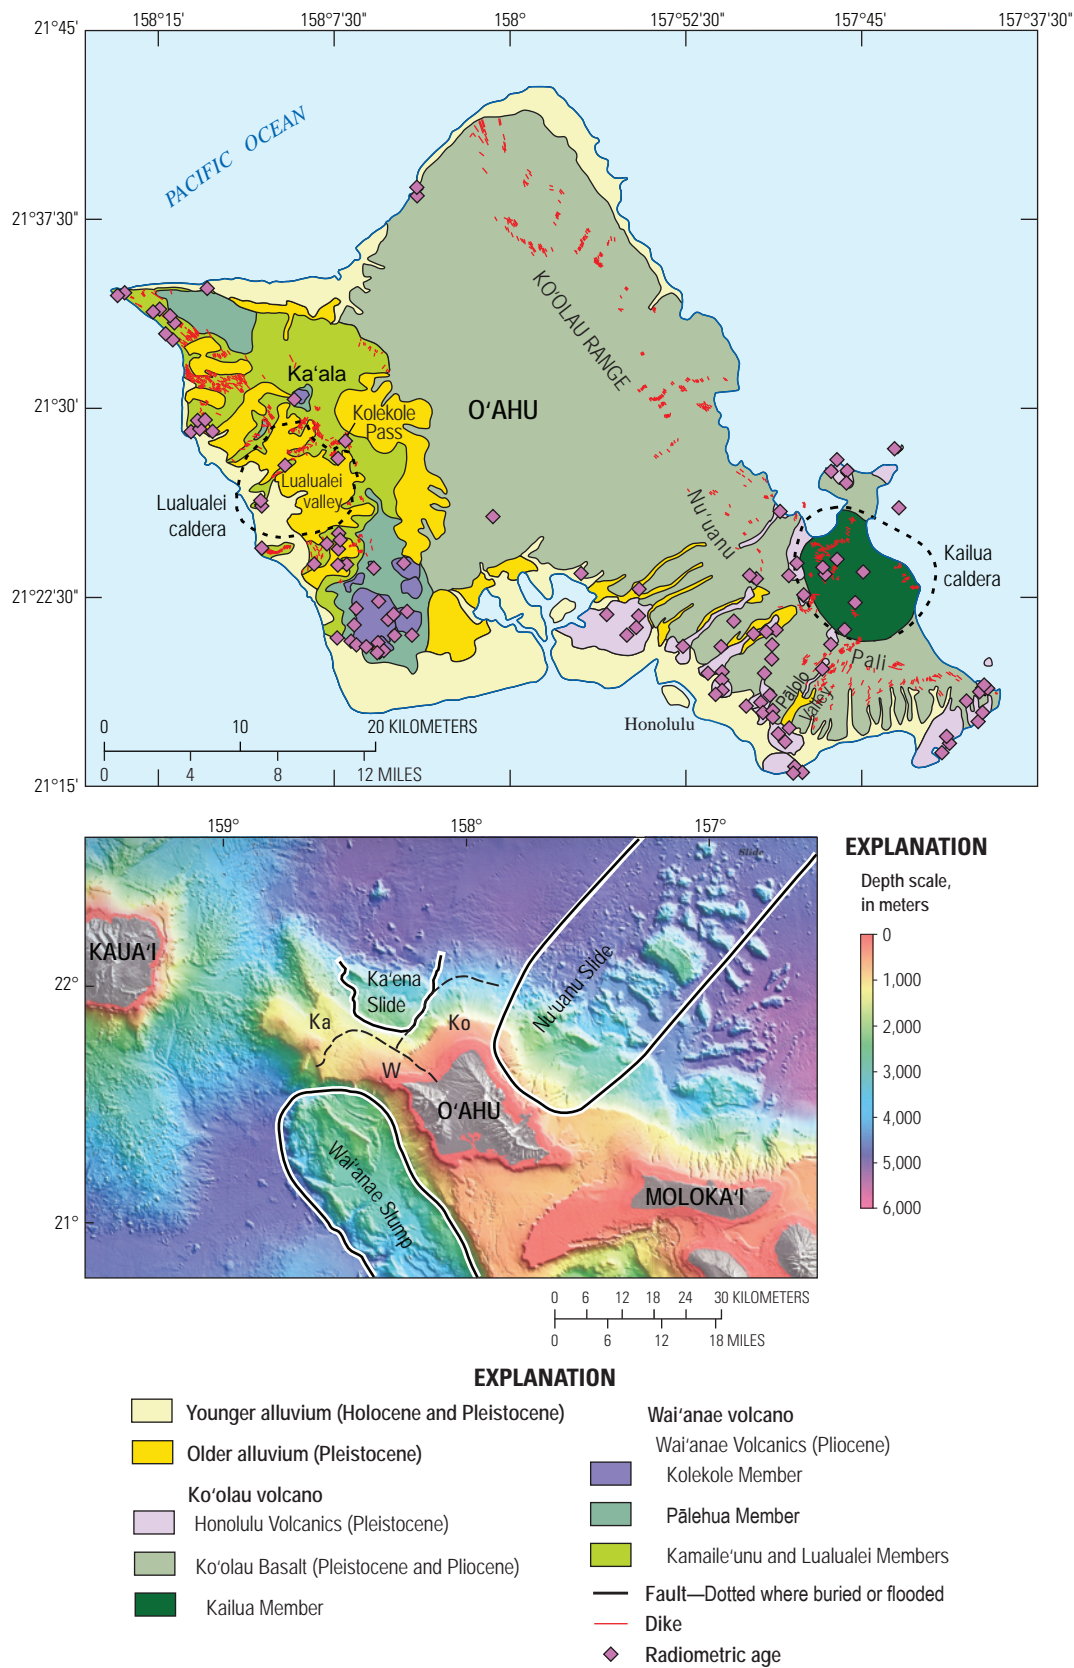 158°15'
158°7'30"
158°
157°52'30"
157°45'
157°37'30"
21°45'
PACIFIC OCEAN
21°37'30"
KO‘OLAU RANGE
Ka‘ala
21°30'
O‘AHU
Kolekole
Pass
Lualualei
valley
Lualualei
caldera
Nu‘uanu
Kailua
caldera
21°22'30"
Pali
Pālolo
Valley
Honolulu
0 10 20 KILOMETERS
0 4 8 12 MILES
21°15'
159°
158°
157°
EXPLANATION
Depth scale,
in meters
0
1,000
2,000
3,000
4,000
5,000
6,000
Slide
KAUA‘I
22°
Ka‘ena
Slide
Nu‘uanu Slide
Ka
Ko
W
O‘AHU
Wai‘anae Slump
MOLOKA‘I
21°
0 6 12 18 24 30 KILOMETERS
0 6 12 18 MILES
EXPLANATION
Younger alluvium (Holocene and Pleistocene)
Older alluvium (Pleistocene)
Ko‘olau volcano
Honolulu Volcanics (Pleistocene)
Ko‘olau Basalt (Pleistocene and Pliocene)
Kailua Member
Wai‘anae volcano
Wai‘anae Volcanics (Pliocene)
Kolekole Member
Pālehua Member
Kamaile‘unu and Lualualei Members
Fault—Dotted where buried or flooded
Dike
Radiometric age